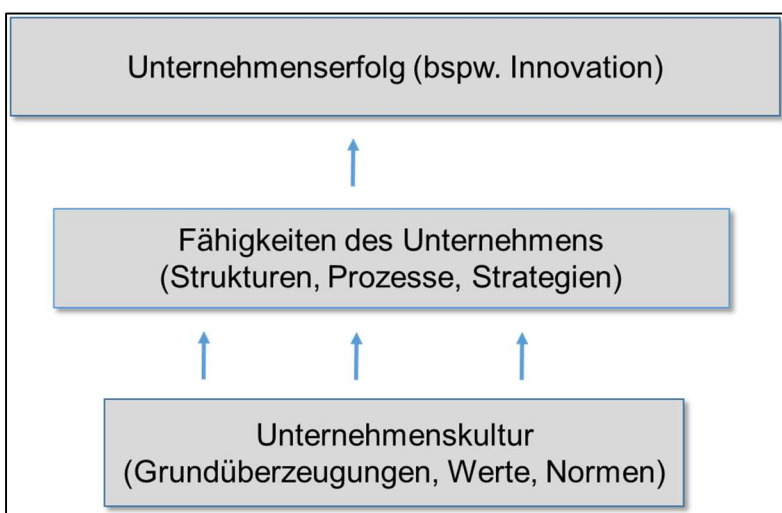 Unternehmenserfolg (bspw. Innovation)
Fähigkeiten des Unternehmens
(Strukturen, Prozesse, Strategien)
Unternehmenskultur
(Grundüberzeugungen, Werte, Normen)